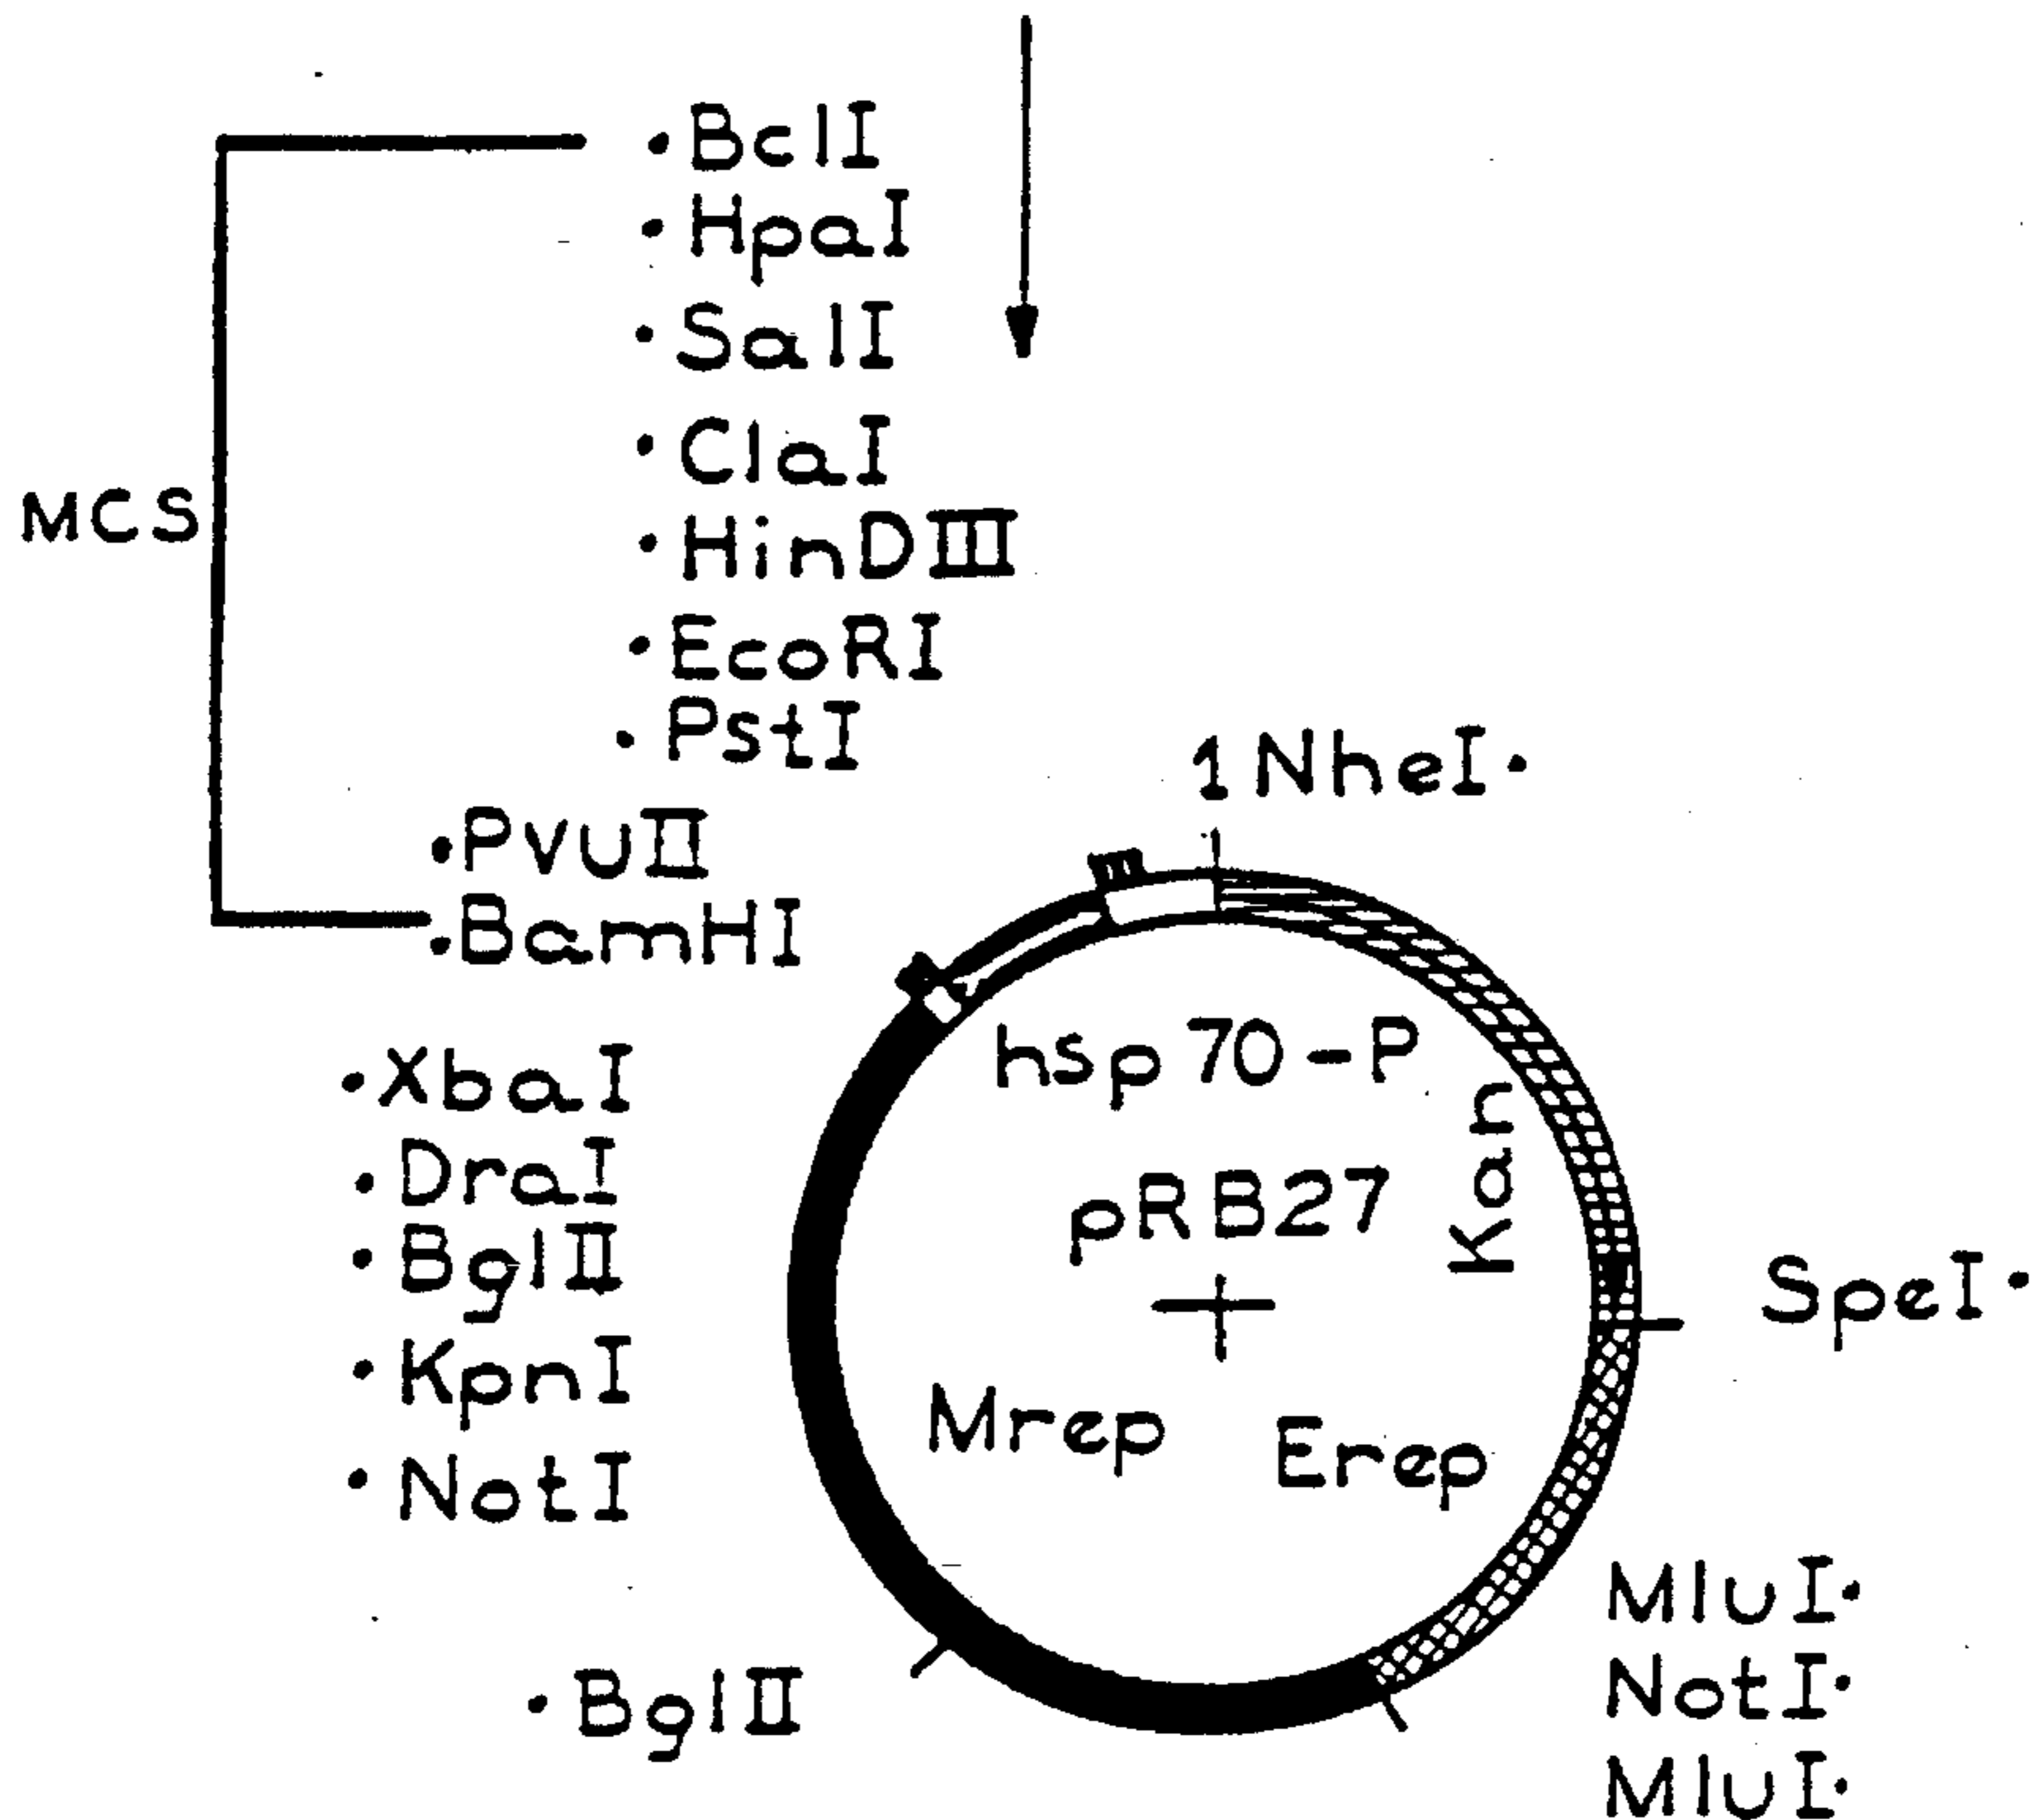 ·BclI
·HpaI
·SalI
·ClaI
MCS
·HinDIII
·EcoRI
·PstI
1 NheI·
·PvuII
·BamHI
hsp70-P
·XbaI
Kan
·DraI
pRB27
·BglII
SpeI·
·KpnI
Mrep
Erep
·NotI
MluI·
·BglII
NotI·
MluI·